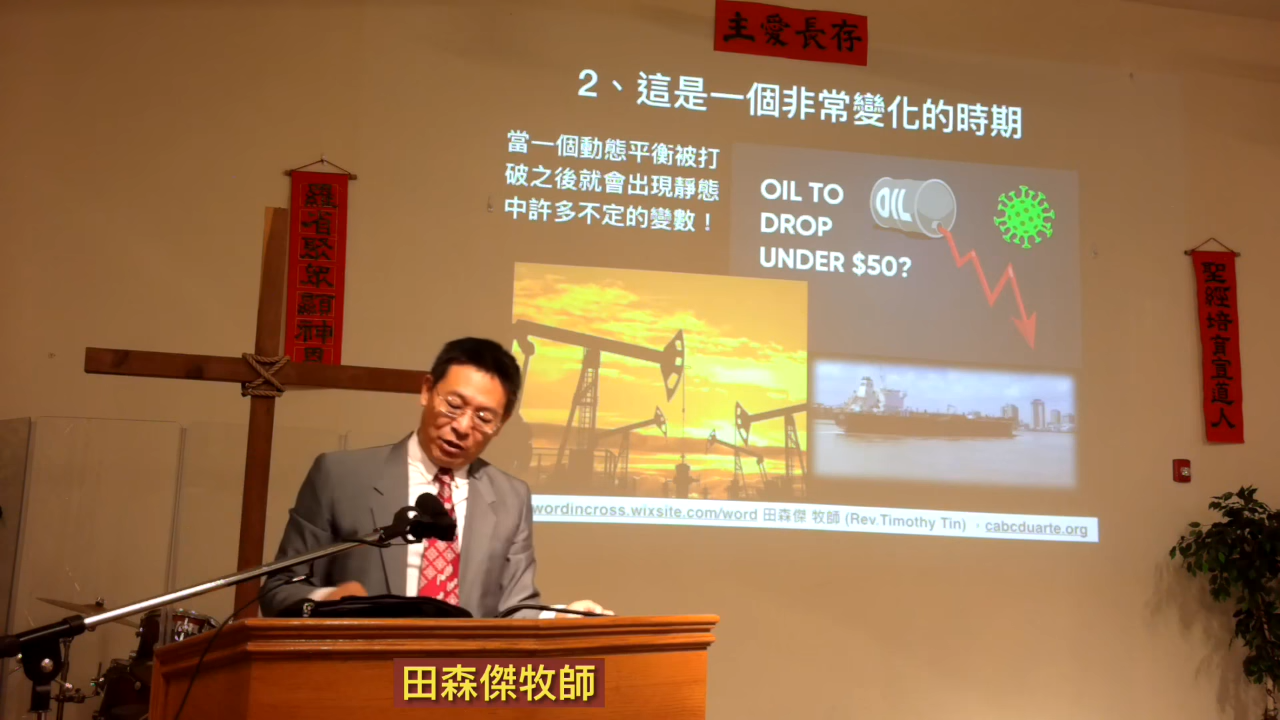 主愛長存
2、這是一個非常變化的時期
當一個動態平衡被打
破之後就會出現靜態
中許多不定的變數！
OIL TO
DROP
UNDER $50?
OIL
wordincross.wixsite.com/word 田森傑 牧師 (Rev.Timothy Tin) ，cabcduarte.org
聖經培育宣道人
田森傑牧師